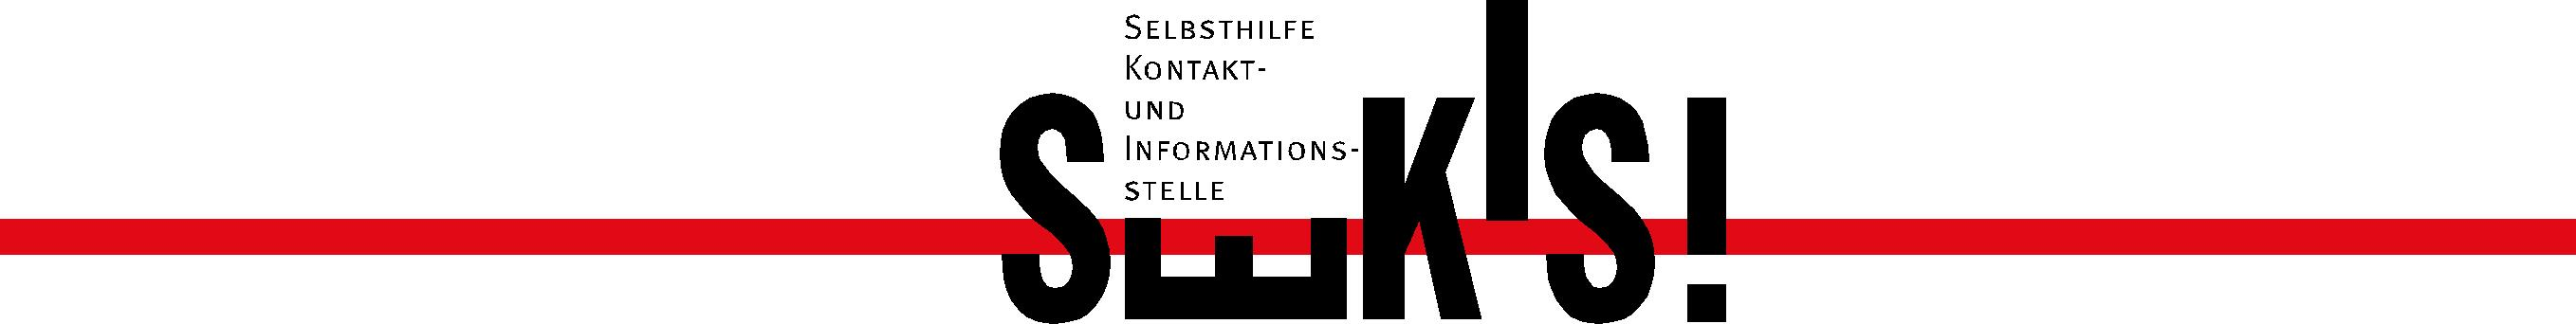 SELBSTHILFE
KONTAKT-
UND
INFORMATIONS-
STELLE
SEKIS!